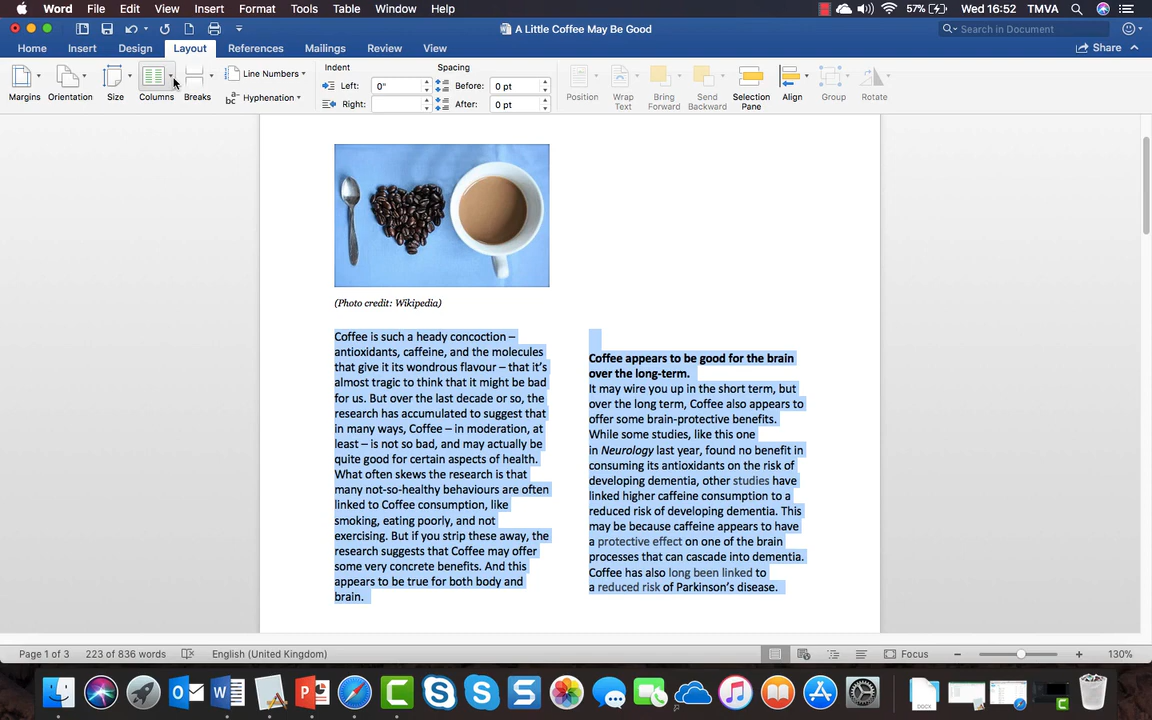 Word File Edit View Insert Format Tools Table Window Help 57% Wed 16:52 TMVA
A Little Coffee May Be Good
Search in Document
Home Insert Design Layout References Mailings Review View Share
Margins Orientation Size Columns Breaks
Line Numbers
Hyphenation
Indent
Left: 0"
Right:
Spacing
Before: 0 pt
After: 0 pt
Position Wrap Text Bring Forward Send Backward Selection Pane Align Group Rotate
(Photo credit: Wikipedia)
Coffee is such a heady concoction –
antioxidants, caffeine, and the molecules
that give it its wondrous flavour – that it's
almost tragic to think that it might be bad
for us. But over the last decade or so, the
research has accumulated to suggest that
in many ways, Coffee – in moderation, at
least – is not so bad, and may actually be
quite good for certain aspects of health.
What often skews the research is that
many not-so-healthy behaviours are often
linked to Coffee consumption, like
smoking, eating poorly, and not
exercising. But if you strip these away, the
research suggests that Coffee may offer
some very concrete benefits. And this
appears to be true for both body and
brain.
Coffee appears to be good for the brain
over the long-term.
It may wire you up in the short term, but
over the long term, Coffee also appears to
offer some brain-protective benefits.
While some studies, like this one
in Neurology last year, found no benefit in
consuming its antioxidants on the risk of
developing dementia, other studies have
linked higher caffeine consumption to a
reduced risk of developing dementia. This
may be because caffeine appears to have
a protective effect on one of the brain
processes that can cascade into dementia.
Coffee has also long been linked to
a reduced risk of Parkinson's disease.
Page 1 of 3 223 of 836 words English (United Kingdom) Focus 130%